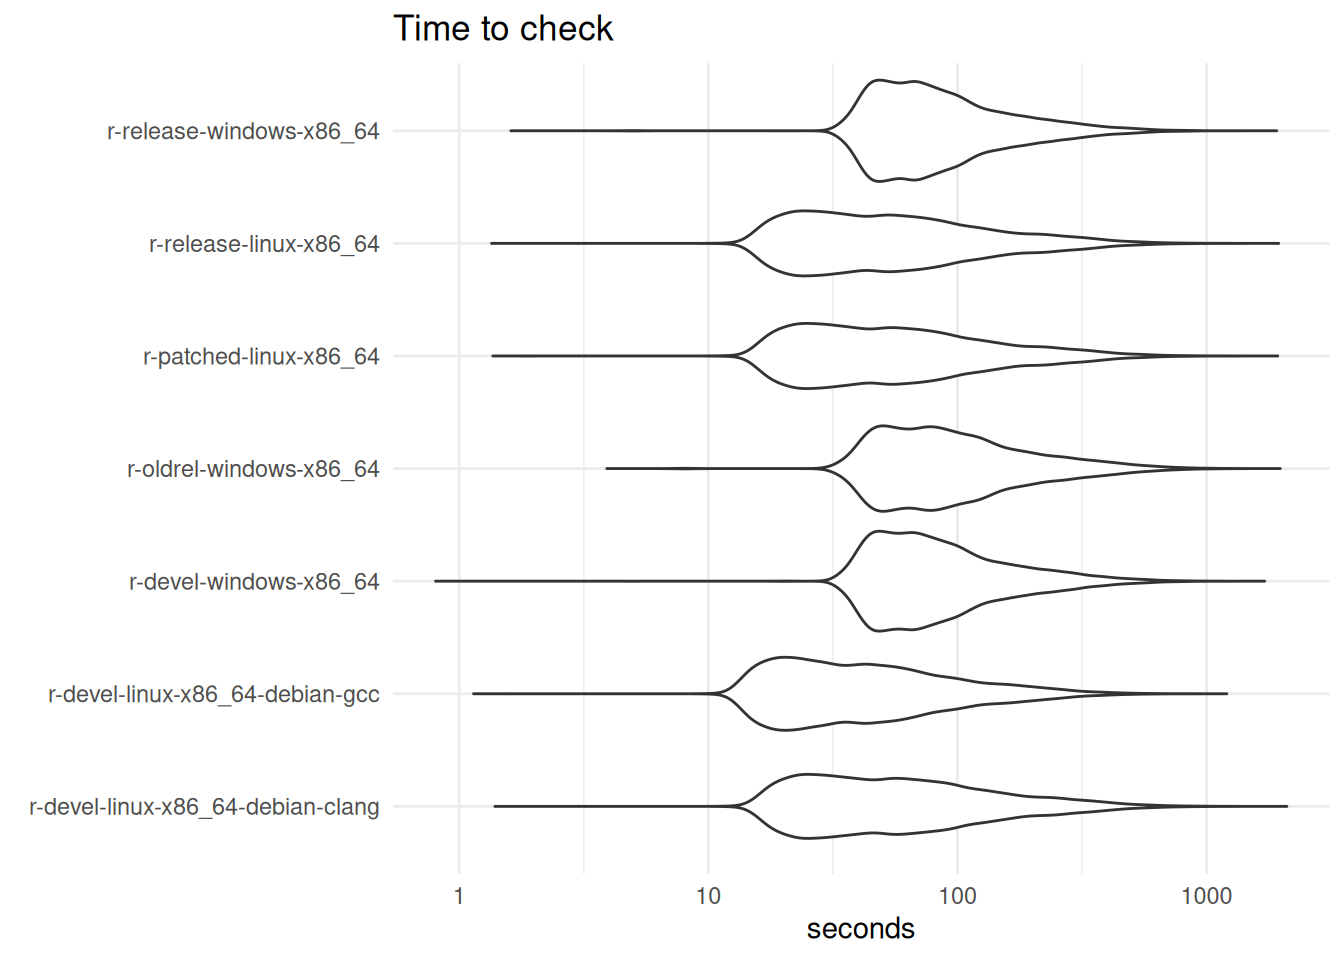 Time to check
r-release-windows-x86_64
r-release-linux-x86_64
r-patched-linux-x86_64
r-oldrel-windows-x86_64
r-devel-windows-x86_64
r-devel-linux-x86_64-debian-gcc
r-devel-linux-x86_64-debian-clang
1 10 100 1000
seconds